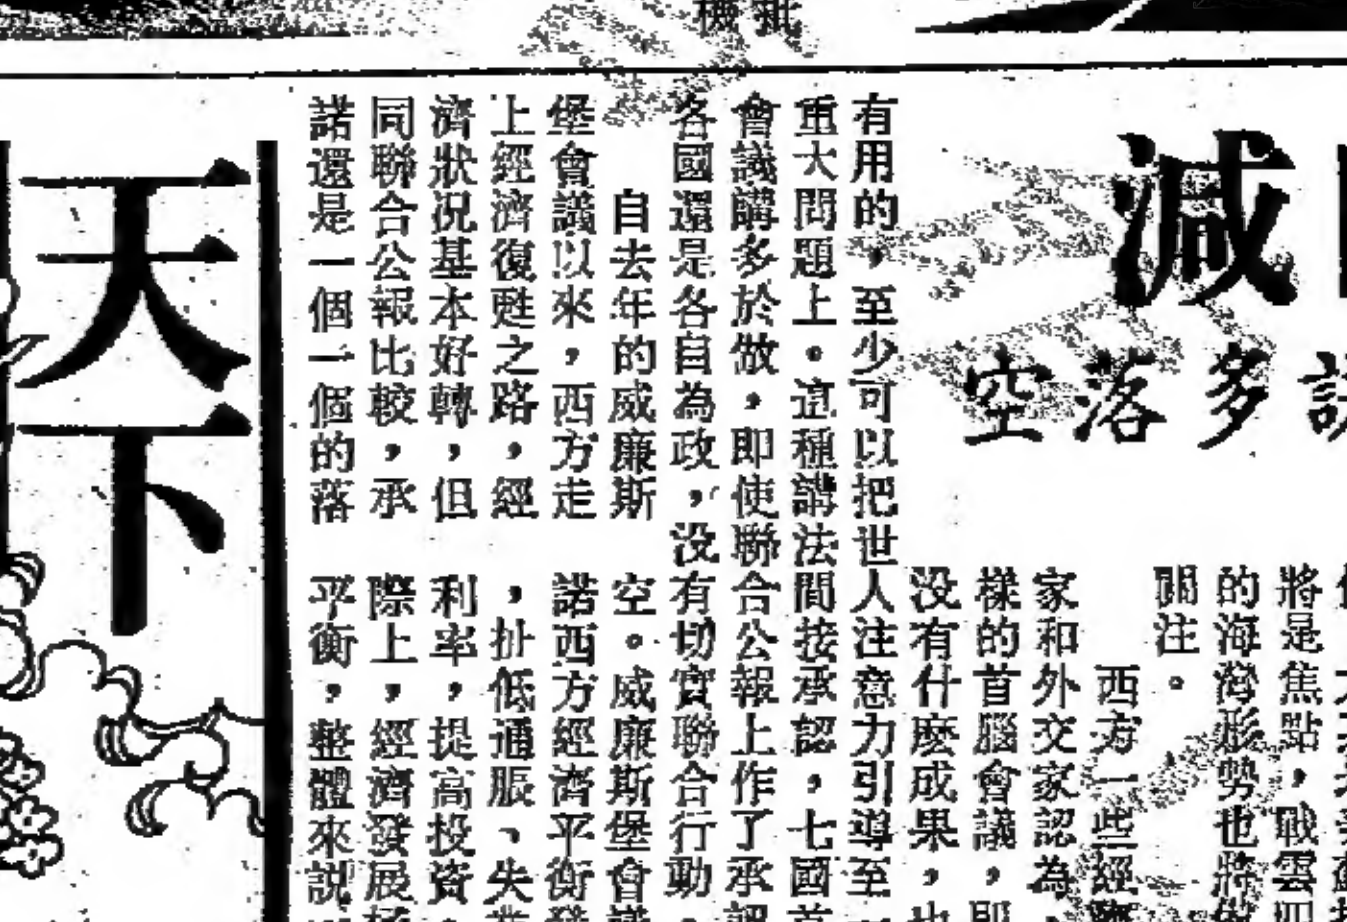 減
多落空
將是焦點，戰雲
的海灣形勢也將
關注。
西方一些經濟
家和外交家認為，
樣的首腦會議，即
没有什麽成果，也
有用的，至少可以把世人注意力引導至
重大問題上。這種講法間接承認，七國首
會議講多於做，即使聯合公報上作了承
各國還是各自為政，没有切實聯合行動，
自去年的威廉斯
堡會議以來，西方走
上經濟復甦之路，經
濟狀况基本好轉，但
同聯合公報比較，承
諾還是一個一個的落
空。威廉斯堡會議
諾西方經濟平衡發
，扯低通脹、失業
利率，提高投資，
際上，經濟發展
平衡，整體來説
天下